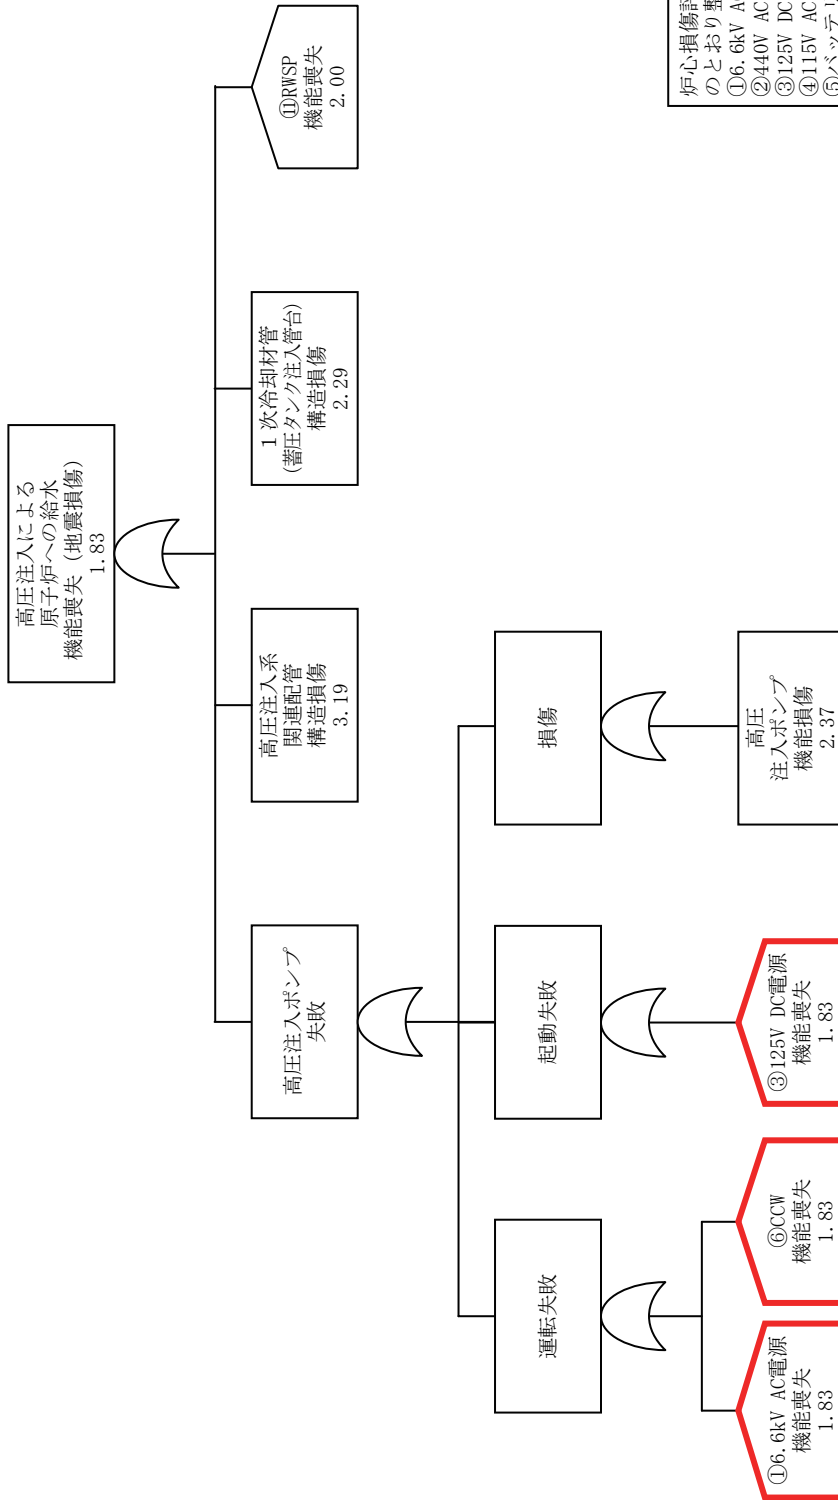 高圧注入による
原子炉への給水
機能喪失（地震損傷）
1.83
高圧注入ポンプ
失敗
高圧注入系
関連配管
構造損傷
3.19
１次冷却材管
(蓄圧タンク注入管台)
構造損傷
2.29
⑪RWSP
機能喪失
2.00
運転失敗
起動失敗
損傷
①6.6kV AC電源
機能喪失
1.83
⑥CCW
機能喪失
1.83
③125V DC電源
機能喪失
1.83
高圧
注入ポンプ
機能損傷
2.37
炉心損傷
のとおり整
①6.6kV A
②440V AC
③125V DC
④115V AC
⑤バッテリ